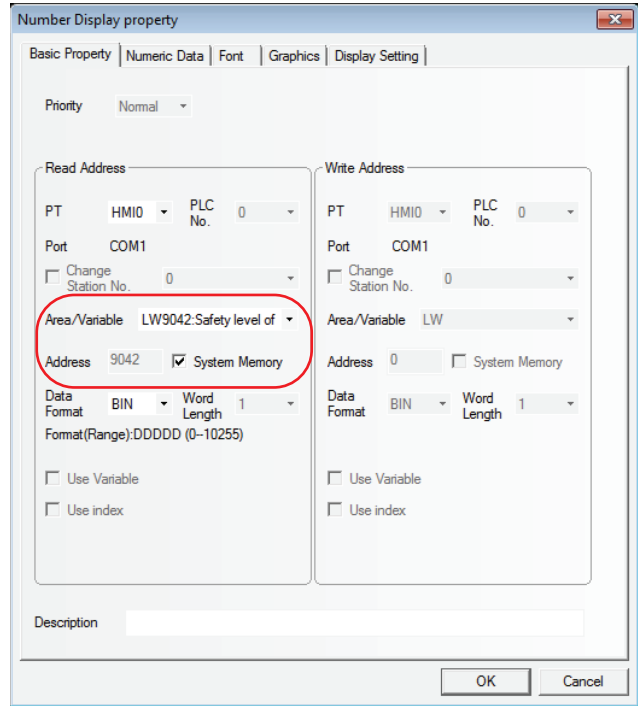 Number Display property
Basic Property Numeric Data Font Graphics Display Setting
Priority Normal
Read Address
PT HMI0 PLC No. 0
Port COM1
Change Station No. 0
Area/Variable LW9042:Safety level of
Address 9042 System Memory
Data Format BIN Word Length 1
Format(Range):DDDDD (0--10255)
Use Variable
Use index
Write Address
PT HMI0 PLC No. 0
Port COM1
Change Station No. 0
Area/Variable LW
Address 0 System Memory
Data Format BIN Word Length 1
Use Variable
Use index
Description
OK Cancel